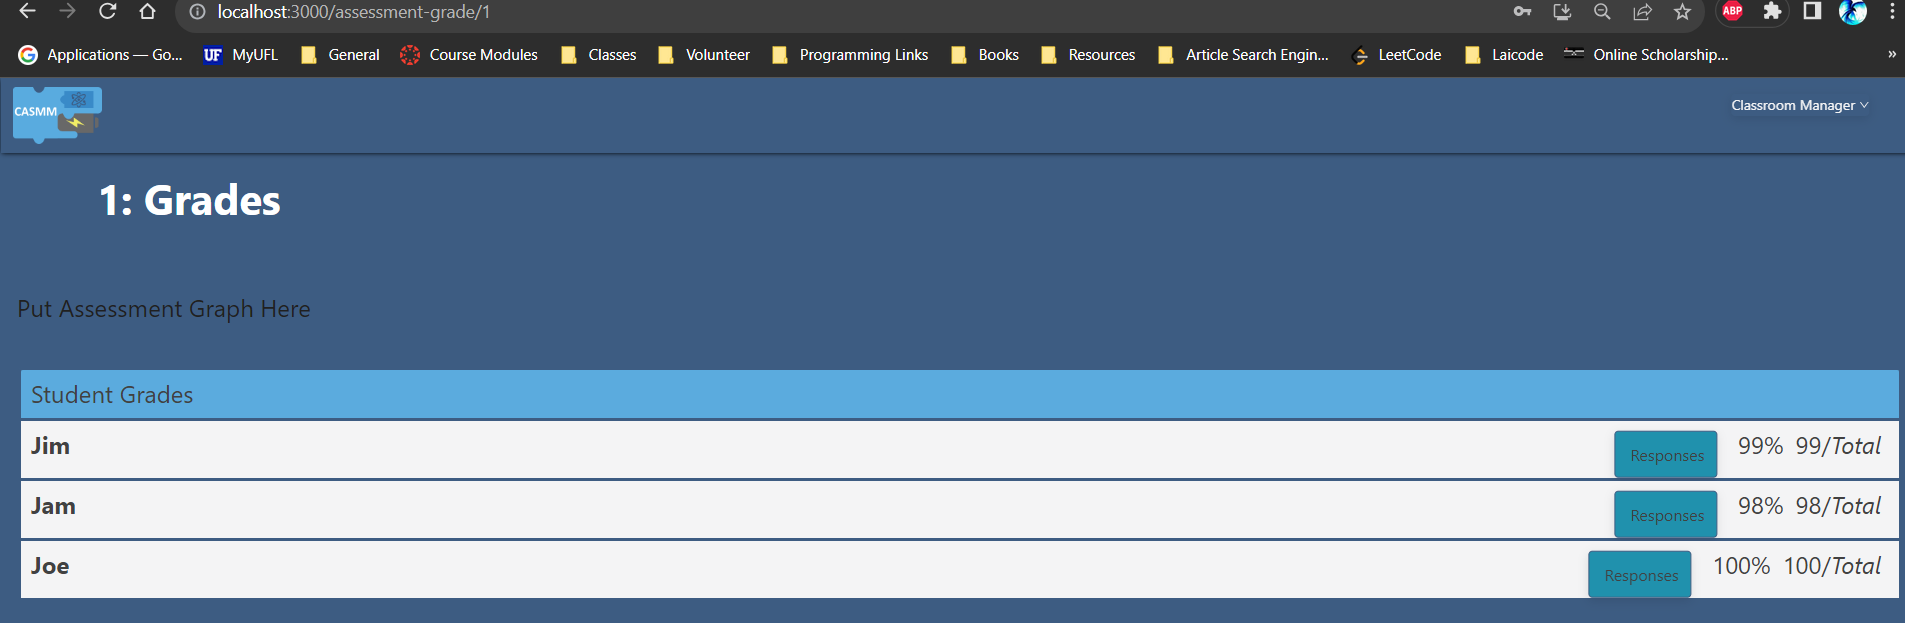 localhost:3000/assessment-grade/1
ABP
Applications — Go... UF MyUFL General Course Modules Classes Volunteer Programming Links Books Resources Article Search Engin... LeetCode Laicode Online Scholarship... »
CASMM
Classroom Manager
1: Grades
Put Assessment Graph Here
Student Grades
Jim Responses 99% 99/Total
Jam Responses 98% 98/Total
Joe Responses 100% 100/Total